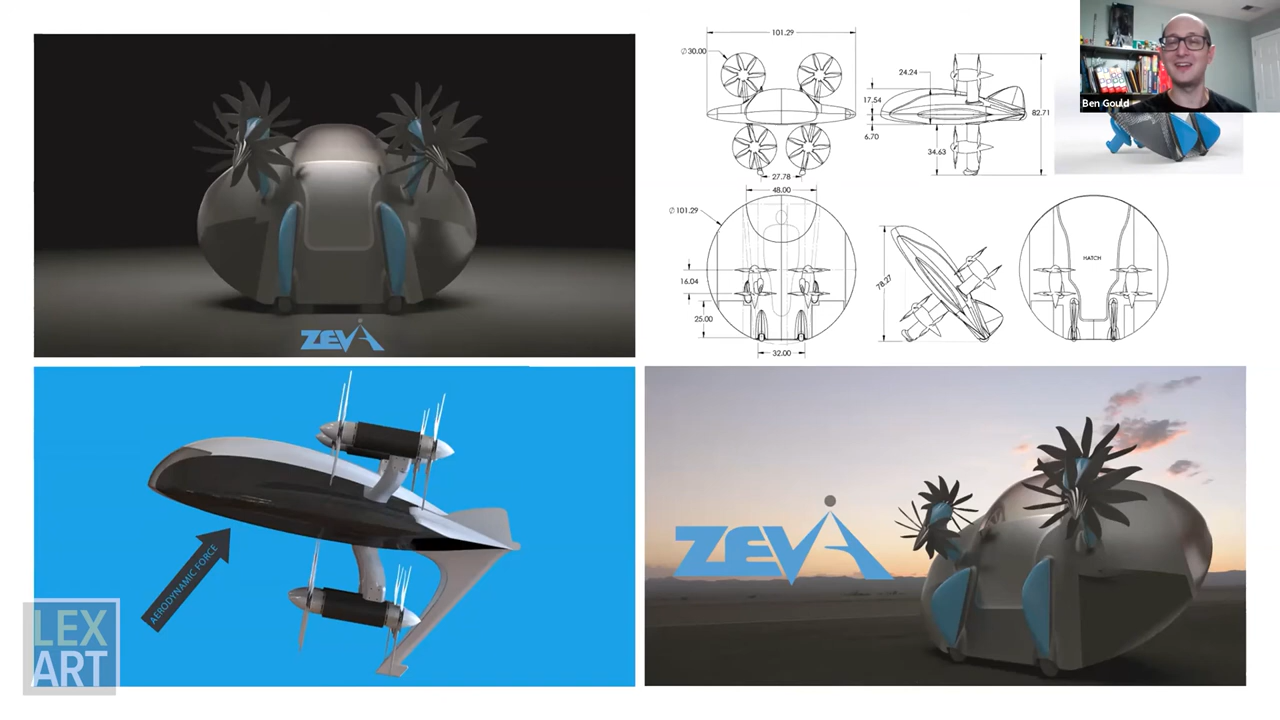 ZEVA
101.29
Ø30.00
27.78
24.24
17.54
6.70
34.63
82.71
Ben Gould
48.00
Ø101.29
16.04
25.00
32.00
78.27
HATCH
AERODYNAMIC FORCE
ZEVA
LEX
ART